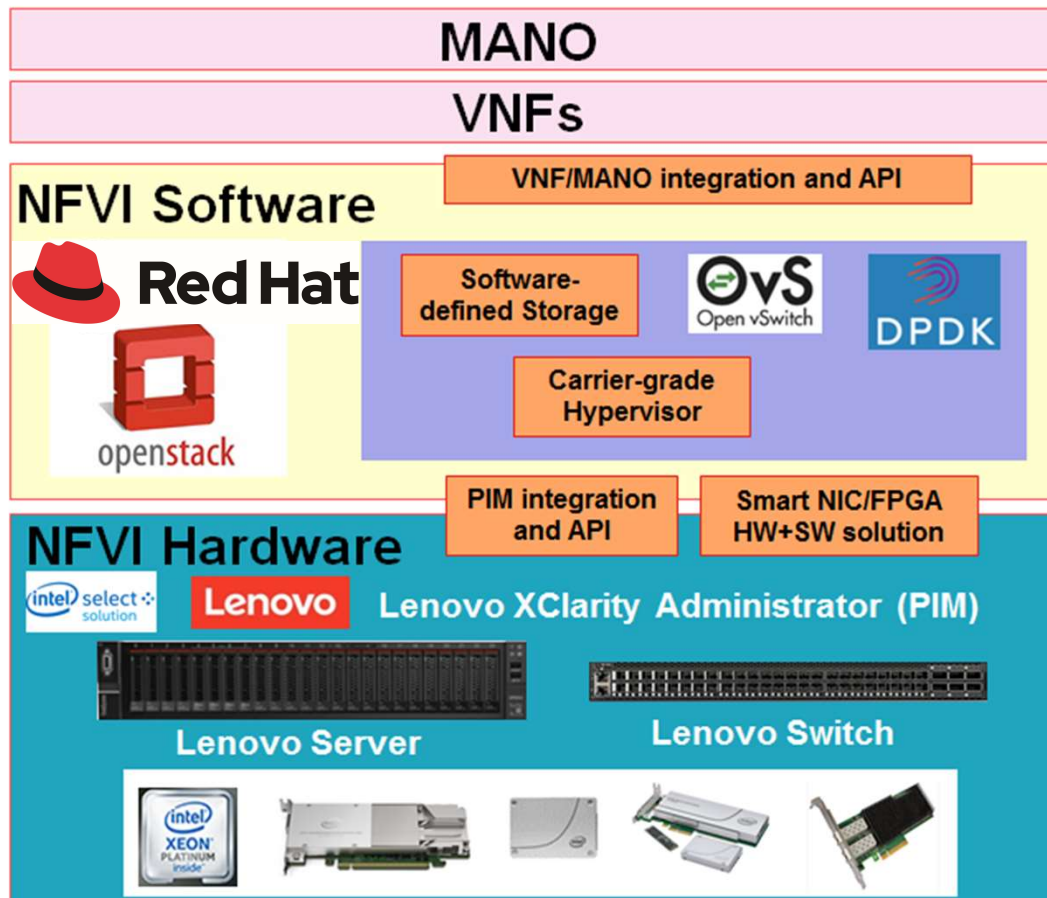 MANO
VNFs
VNF/MANO integration and API
NFVI Software
Red Hat
Software-
defined Storage
OvS
Open vSwitch
DPDK
openstack
Carrier-grade
Hypervisor
PIM integration
and API
Smart NIC/FPGA
HW+SW solution
NFVI Hardware
intel select
solution
Lenovo
Lenovo XClarity Administrator (PIM)
Lenovo Server
Lenovo Switch
intel
XEON
PLATINUM
inside